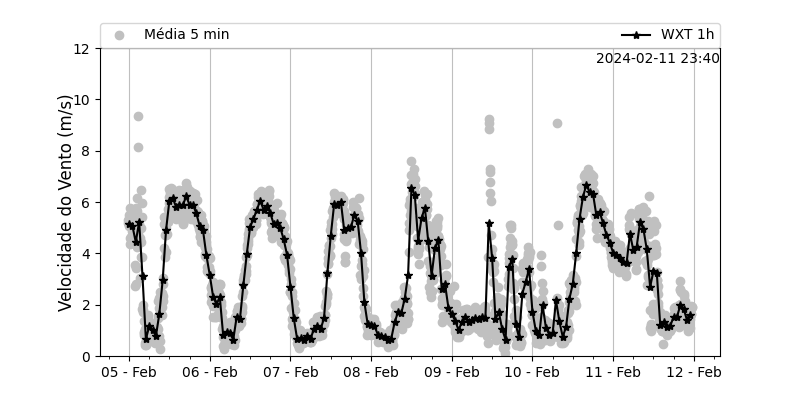 Média 5 min
WXT 1h
2024-02-11 23:40
Velocidade do Vento (m/s)
12
10
8
6
4
2
0
05 - Feb
06 - Feb
07 - Feb
08 - Feb
09 - Feb
10 - Feb
11 - Feb
12 - Feb